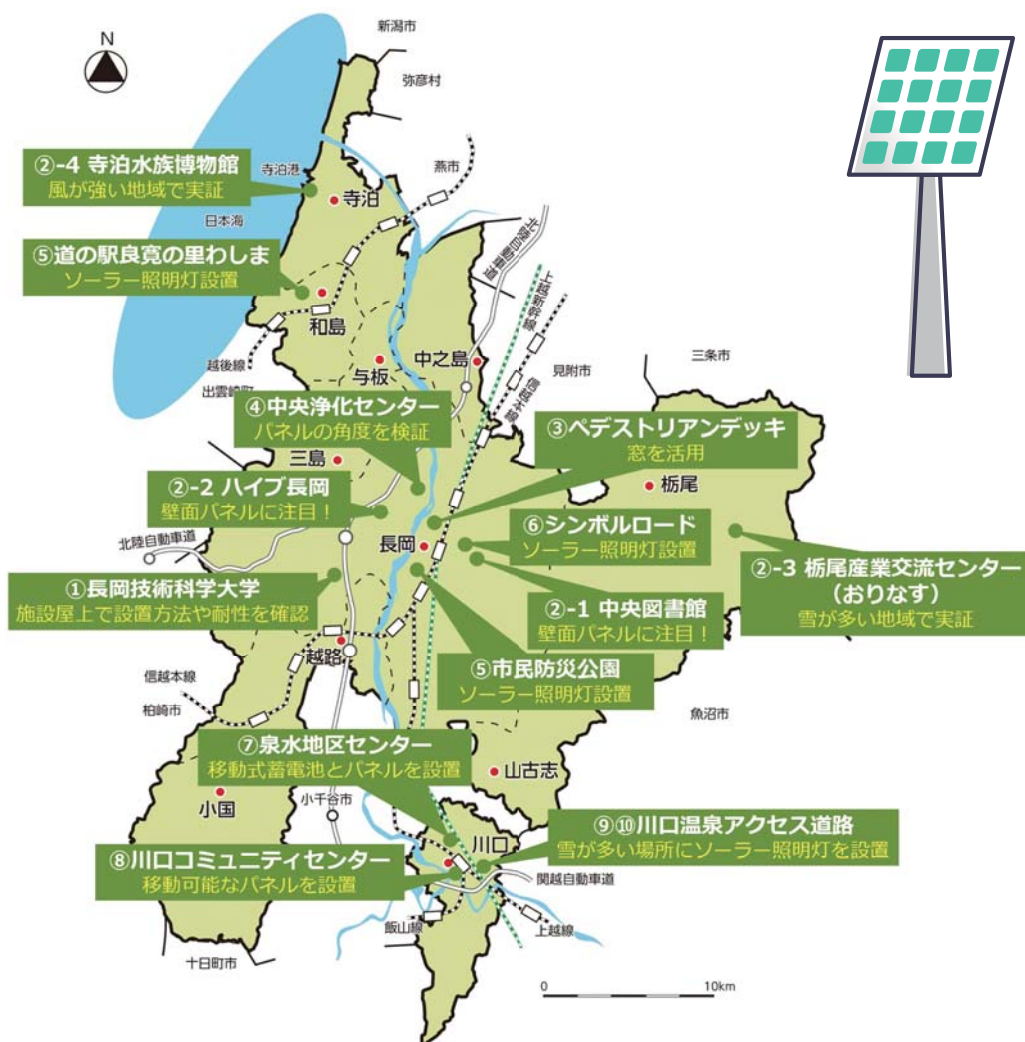 新潟市
N
弥彦村
②-4 寺泊水族博物館
風が強い地域で実証
寺泊港
燕市
寺泊
日本海
北陸自動車道
⑤道の駅良寛の里わしま
ソーラー照明灯設置
上越新幹線
和島
越後線
中之島
三条市
見附市
与板
出雲崎町
信越本線
④中央浄化センター
パネルの角度を検証
③ペデストリアンデッキ
窓を活用
三島
②-2 ハイブ長岡
壁面パネルに注目！
栃尾
⑥シンボルロード
ソーラー照明灯設置
北陸自動車道
長岡
②-3 栃尾産業交流センター
（おりなす）
雪が多い地域で実証
①長岡技術科学大学
施設屋上で設置方法や耐性を確認
②-1 中央図書館
壁面パネルに注目！
越路
⑤市民防災公園
ソーラー照明灯設置
信越本線
柏崎市
魚沼市
⑦泉水地区センター
移動式蓄電池とパネルを設置
山古志
小国
小千谷市
川口
⑨⑩川口温泉アクセス道路
雪が多い場所にソーラー照明灯を設置
⑧川口コミュニティセンター
移動可能なパネルを設置
関越自動車道
飯山線
上越線
十日町市
0
10km